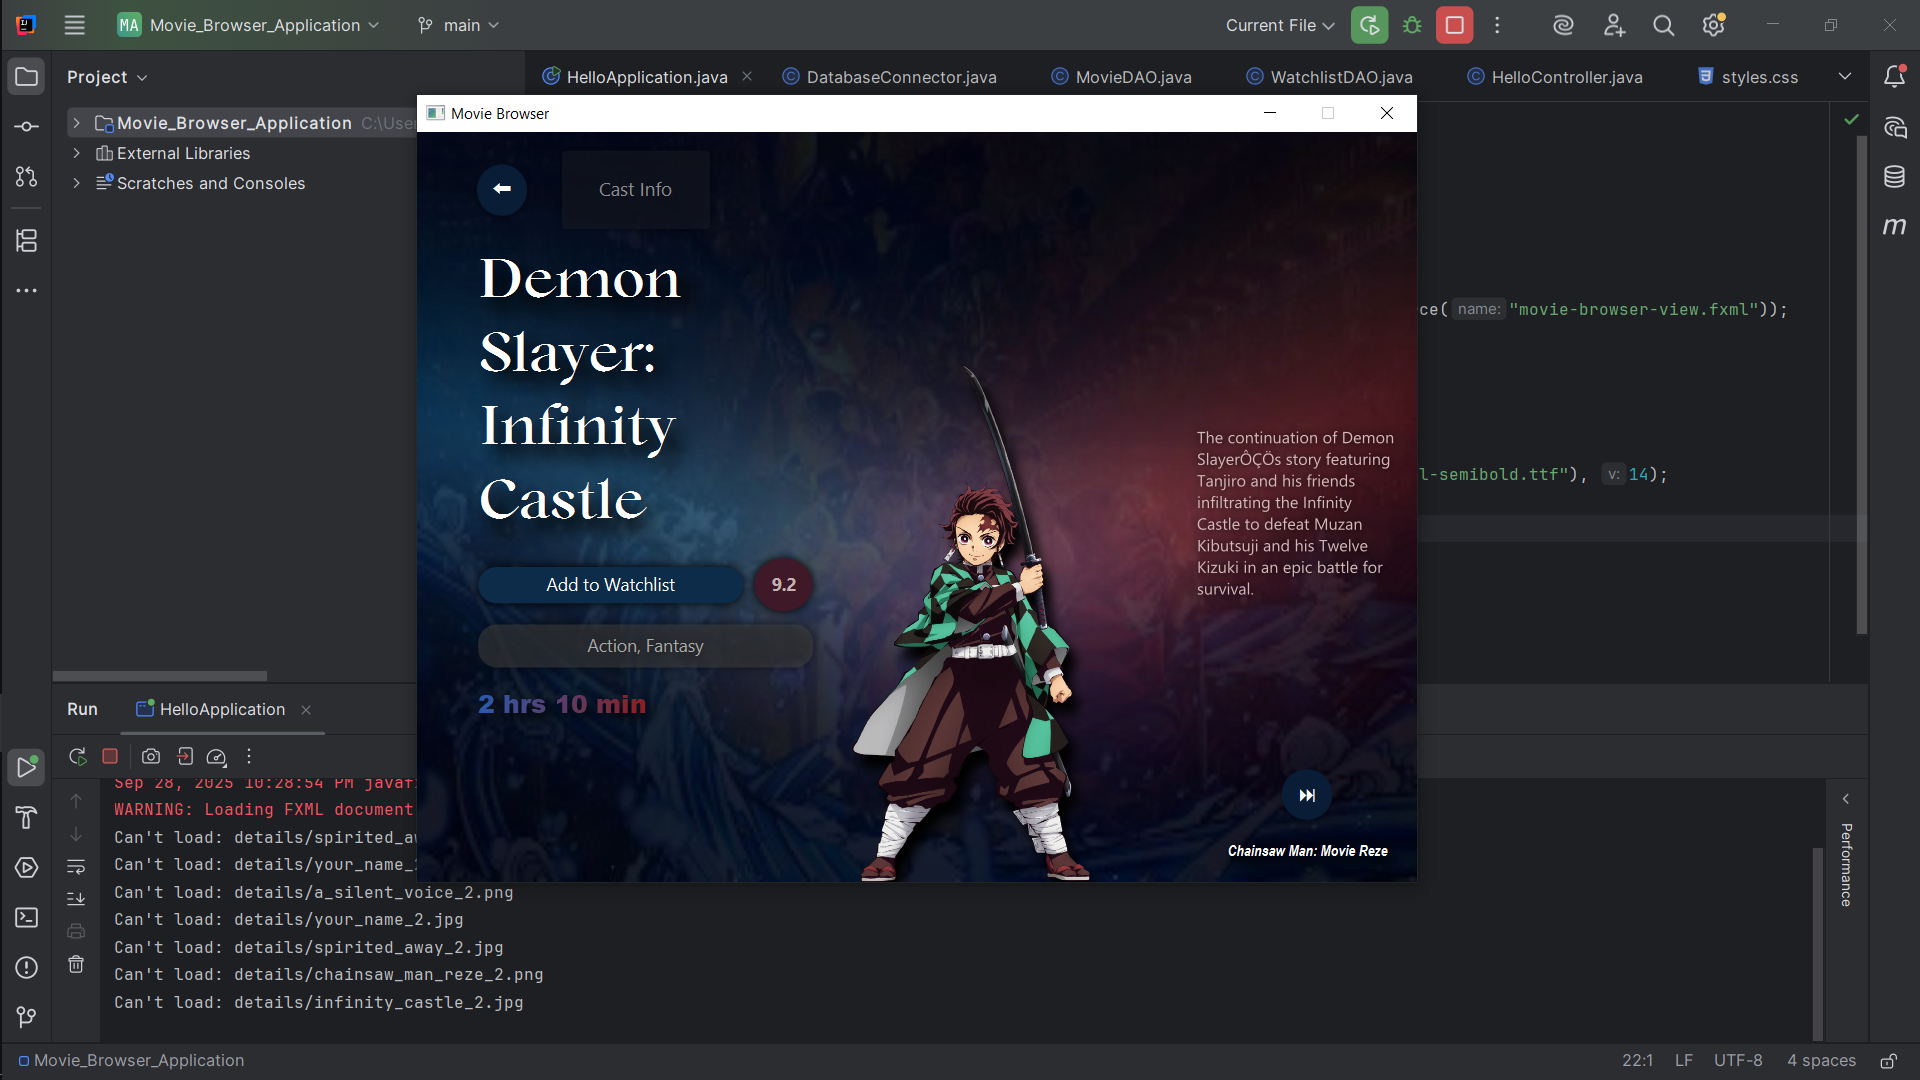 MA Movie_Browser_Application
main
Current File
Project
HelloApplication.java
DatabaseConnector.java
MovieDAO.java
WatchlistDAO.java
HelloController.java
styles.css
Movie_Browser_Application C:\Use
External Libraries
Scratches and Consoles
Movie Browser
Cast Info
Demon
Slayer:
Infinity
Castle
Add to Watchlist
9.2
Action, Fantasy
2 hrs 10 min
The continuation of Demon
SlayerÔÇÖs story featuring
Tanjiro and his friends
infiltrating the Infinity
Castle to defeat Muzan
Kibutsuji and his Twelve
Kizuki in an epic battle for
survival.
Chainsaw Man: Movie Reze
ce( name: "movie-browser-view.fxml"));
l-semibold.ttf"), v: 14);
m
Run
HelloApplication
Sep 28, 2025 10:28:54 PM javaf
WARNING: Loading FXML document
Can't load: details/spirited_a
Can't load: details/your_name_
Can't load: details/a_silent_voice_2.png
Can't load: details/your_name_2.jpg
Can't load: details/spirited_away_2.jpg
Can't load: details/chainsaw_man_reze_2.png
Can't load: details/infinity_castle_2.jpg
Performance
Movie_Browser_Application
22:1
LF
UTF-8
4 spaces